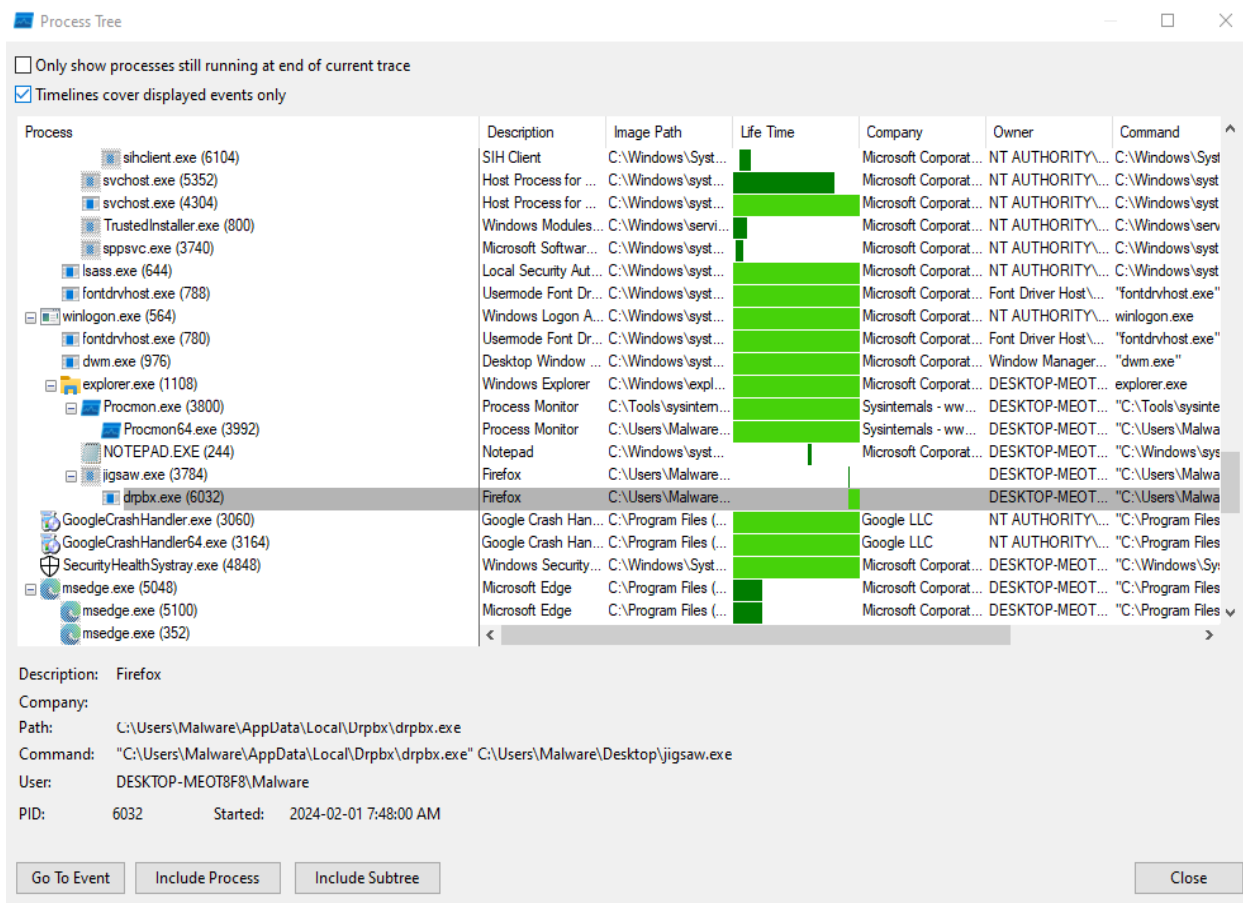 Process Tree
Only show processes still running at end of current trace
Timelines cover displayed events only
Process Description Image Path Life Time Company Owner Command
sihclient.exe (6104) SIH Client C:\Windows\Syst... Microsoft Corporat... NT AUTHORITY\... C:\Windows\Syst
svchost.exe (5352) Host Process for ... C:\Windows\syst... Microsoft Corporat... NT AUTHORITY\... C:\Windows\syst
svchost.exe (4304) Host Process for ... C:\Windows\syst... Microsoft Corporat... NT AUTHORITY\... C:\Windows\syst
TrustedInstaller.exe (800) Windows Modules... C:\Windows\servi... Microsoft Corporat... NT AUTHORITY\... C:\Windows\serv
sppsvc.exe (3740) Microsoft Softwar... C:\Windows\syst... Microsoft Corporat... NT AUTHORITY\... C:\Windows\syst
lsass.exe (644) Local Security Aut... C:\Windows\syst... Microsoft Corporat... NT AUTHORITY\... C:\Windows\syst
fontdrvhost.exe (788) Usermode Font Dr... C:\Windows\syst... Microsoft Corporat... Font Driver Host\... "fontdrvhost.exe"
winlogon.exe (564) Windows Logon A... C:\Windows\syst... Microsoft Corporat... NT AUTHORITY\... winlogon.exe
fontdrvhost.exe (780) Usermode Font Dr... C:\Windows\syst... Microsoft Corporat... Font Driver Host\... "fontdrvhost.exe"
dwm.exe (976) Desktop Window ... C:\Windows\syst... Microsoft Corporat... Window Manager... "dwm.exe"
explorer.exe (1108) Windows Explorer C:\Windows\expl... Microsoft Corporat... DESKTOP-MEOT... explorer.exe
Procmon.exe (3800) Process Monitor C:\Tools\sysintern... Sysinternals - ww... DESKTOP-MEOT... "C:\Tools\sysinte
Procmon64.exe (3992) Process Monitor C:\Users\Malware... Sysinternals - ww... DESKTOP-MEOT... "C:\Users\Malwa
NOTEPAD.EXE (244) Notepad C:\Windows\syst... Microsoft Corporat... DESKTOP-MEOT... "C:\Windows\sys
jigsaw.exe (3784) Firefox C:\Users\Malware... DESKTOP-MEOT... "C:\Users\Malwa
drpbx.exe (6032) Firefox C:\Users\Malware... DESKTOP-MEOT... "C:\Users\Malwa
GoogleCrashHandler.exe (3060) Google Crash Han... C:\Program Files (... Google LLC NT AUTHORITY\... "C:\Program Files
GoogleCrashHandler64.exe (3164) Google Crash Han... C:\Program Files (... Google LLC NT AUTHORITY\... "C:\Program Files
SecurityHealthSystray.exe (4848) Windows Security... C:\Windows\Syst... Microsoft Corporat... DESKTOP-MEOT... "C:\Windows\Sy
msedge.exe (5048) Microsoft Edge C:\Program Files (... Microsoft Corporat... DESKTOP-MEOT... "C:\Program Files
msedge.exe (5100) Microsoft Edge C:\Program Files (... Microsoft Corporat... DESKTOP-MEOT... "C:\Program Files
msedge.exe (352) Microsoft Edge C:\Program Files (... Microsoft Corporat... DESKTOP-MEOT... "C:\Program Files
Description: Firefox
Company:
Path: C:\Users\Malware\AppData\Local\Drpbx\drpbx.exe
Command: "C:\Users\Malware\AppData\Local\Drpbx\drpbx.exe" C:\Users\Malware\Desktop\jigsaw.exe
User: DESKTOP-MEOT8F8\Malware
PID: 6032 Started: 2024-02-01 7:48:00 AM
Go To Event Include Process Include Subtree Close